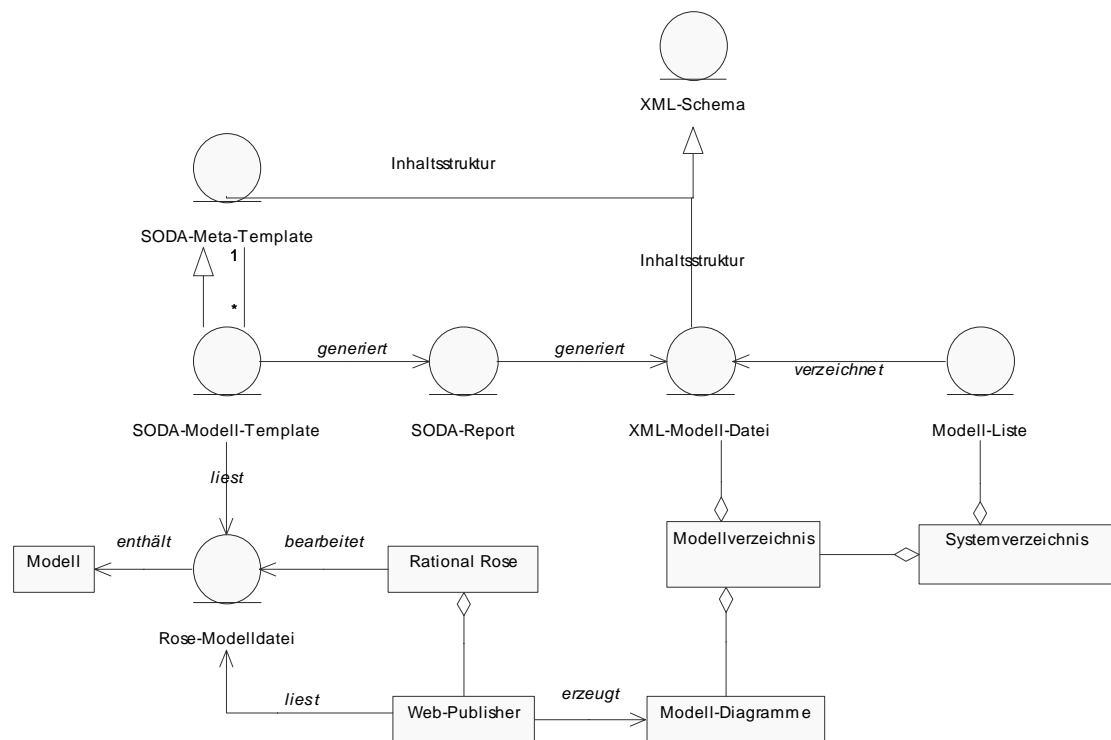 XML-Schema
Inhaltsstruktur
SODA-Meta-Template
1
Inhaltsstruktur
*
generiert
generiert
verzeichnet
SODA-Modell-Template
SODA-Report
XML-Modell-Datei
Modell-Liste
liest
enthält
bearbeitet
Modell
Rational Rose
Modellverzeichnis
Systemverzeichnis
Rose-Modelldatei
liest
Web-Publisher
erzeugt
Modell-Diagramme